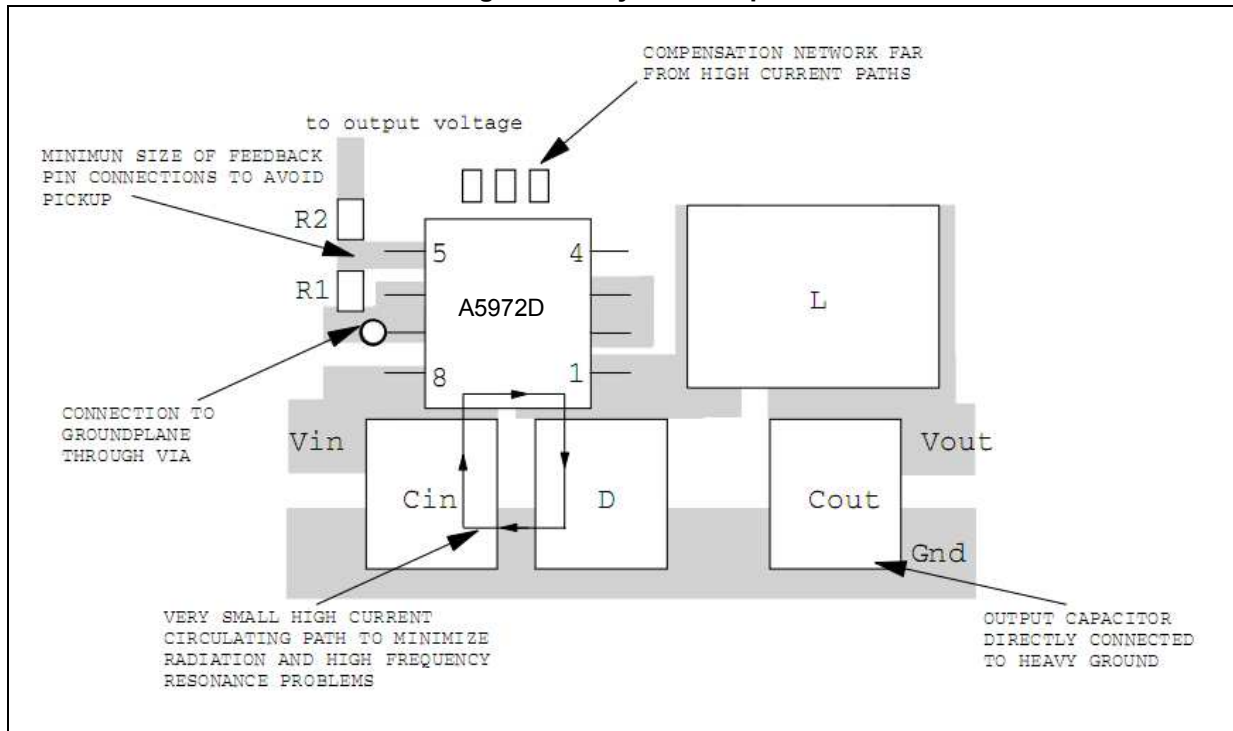 COMPENSATION NETWORK FAR
FROM HIGH CURRENT PATHS
to output voltage
MINIMUN SIZE OF FEEDBACK
PIN CONNECTIONS TO AVOID
PICKUP
R2
5
4
R1
A5972D
L
8
1
CONNECTION TO
GROUNDPLANE
THROUGH VIA
Vin
Vout
Cin
D
Cout
Gnd
VERY SMALL HIGH CURRENT
CIRCULATING PATH TO MINIMIZE
RADIATION AND HIGH FREQUENCY
RESONANCE PROBLEMS
OUTPUT CAPACITOR
DIRECTLY CONNECTED
TO HEAVY GROUND